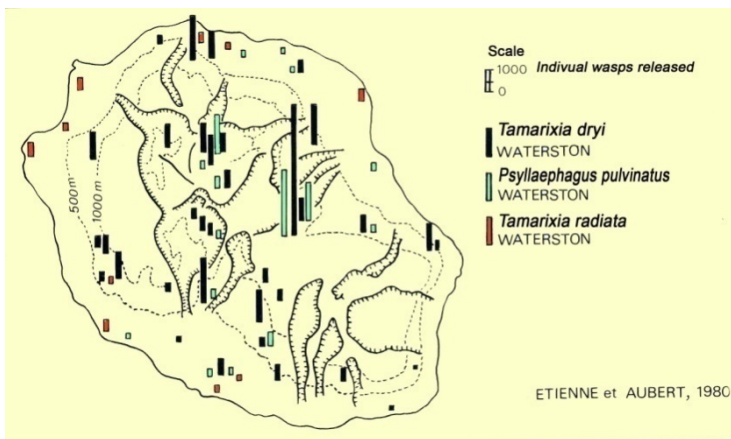 Scale
1000 Indivual wasps released
0
Tamarixia dryi
WATERSTON
Psyllaephagus pulvinatus
WATERSTON
Tamarixia radiata
WATERSTON
500m
1000m
ETIENNE et AUBERT, 1980